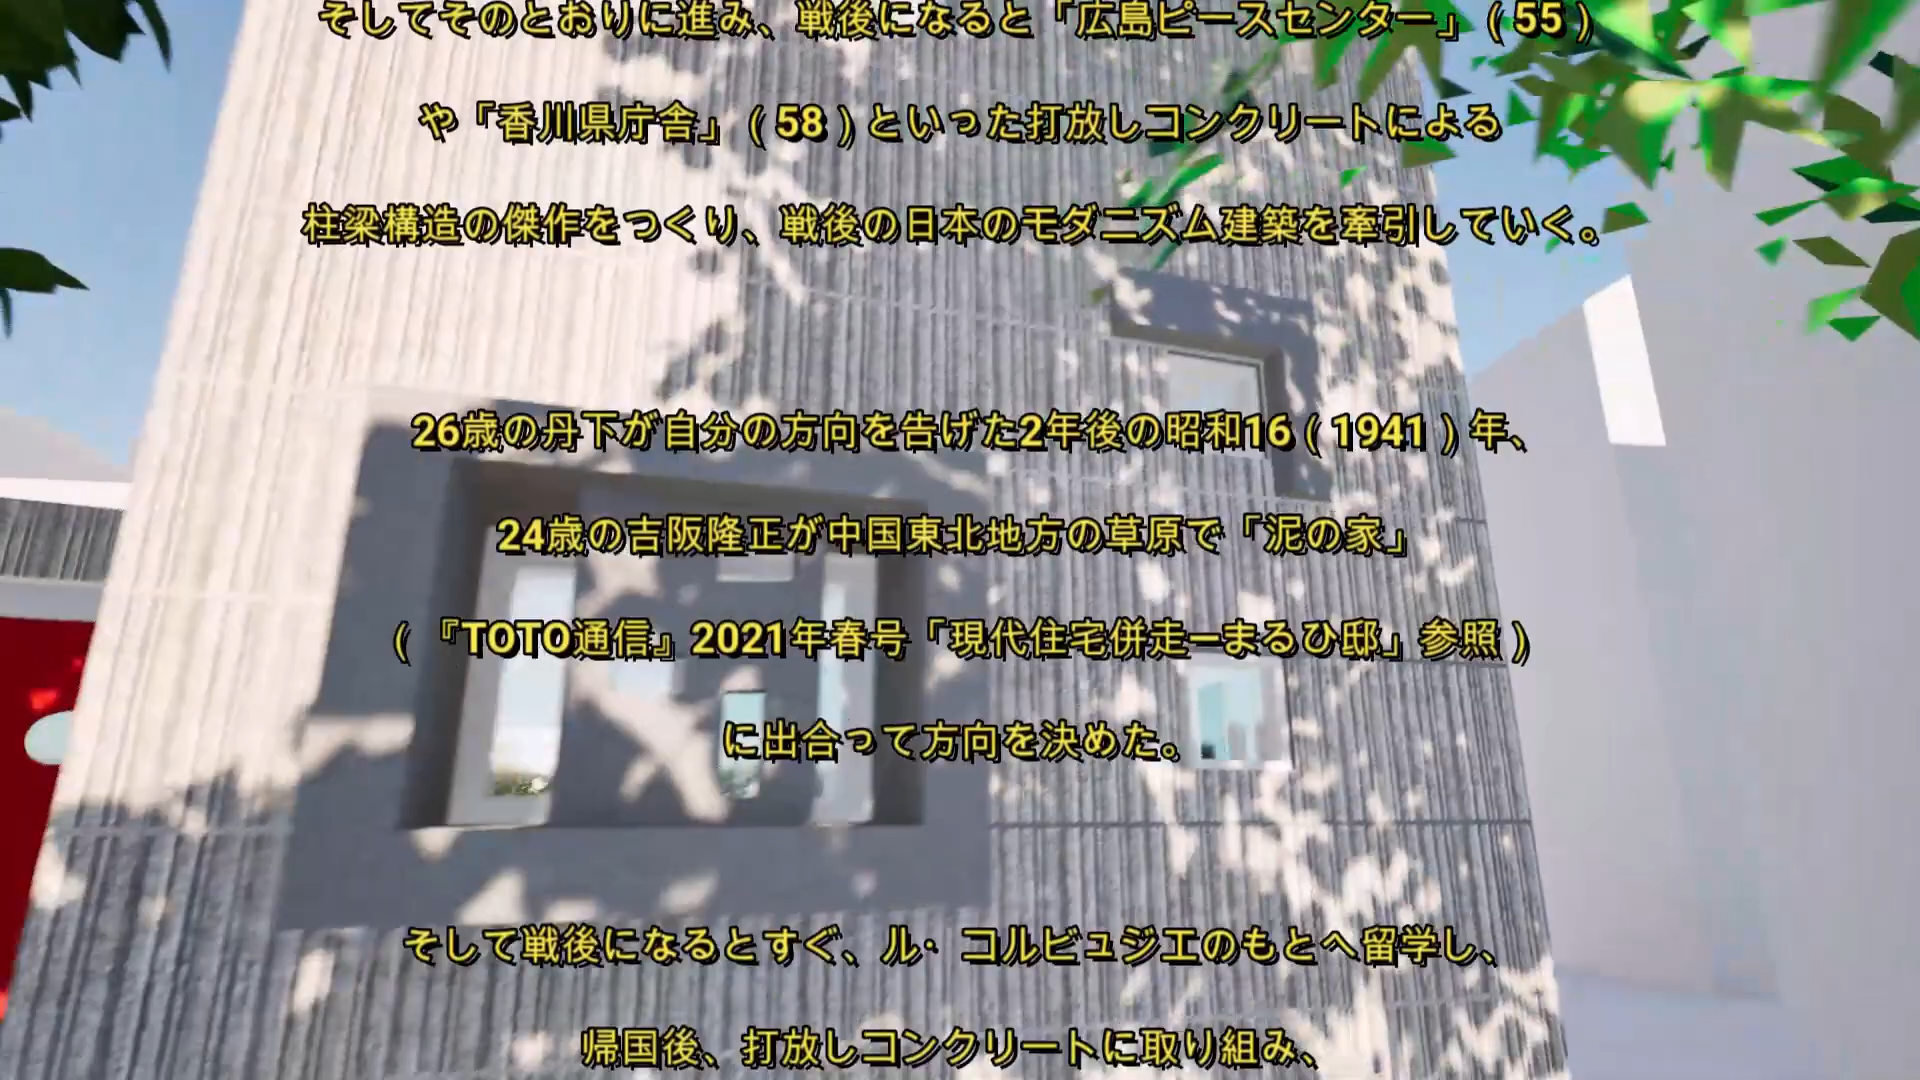 そしてそのとおりに進み、戦後になると「広島ピースセンター」（55）
や「香川県庁舎」（58）といった打放しコンクリートによる
柱梁構造の傑作をつくり、戦後の日本のモダニズム建築を牽引していく。
26歳の丹下が自分の方向を告げた2年後の昭和16（1941）年、
24歳の吉阪隆正が中国東北地方の草原で「泥の家」
（『TOTO通信』2021年春号「現代住宅併走ーまるひ邸」参照）
に出合って方向を決めた。
そして戦後になるとすぐ、ル・コルビュジエのもとへ留学し、
帰国後、打放しコンクリートに取り組み、